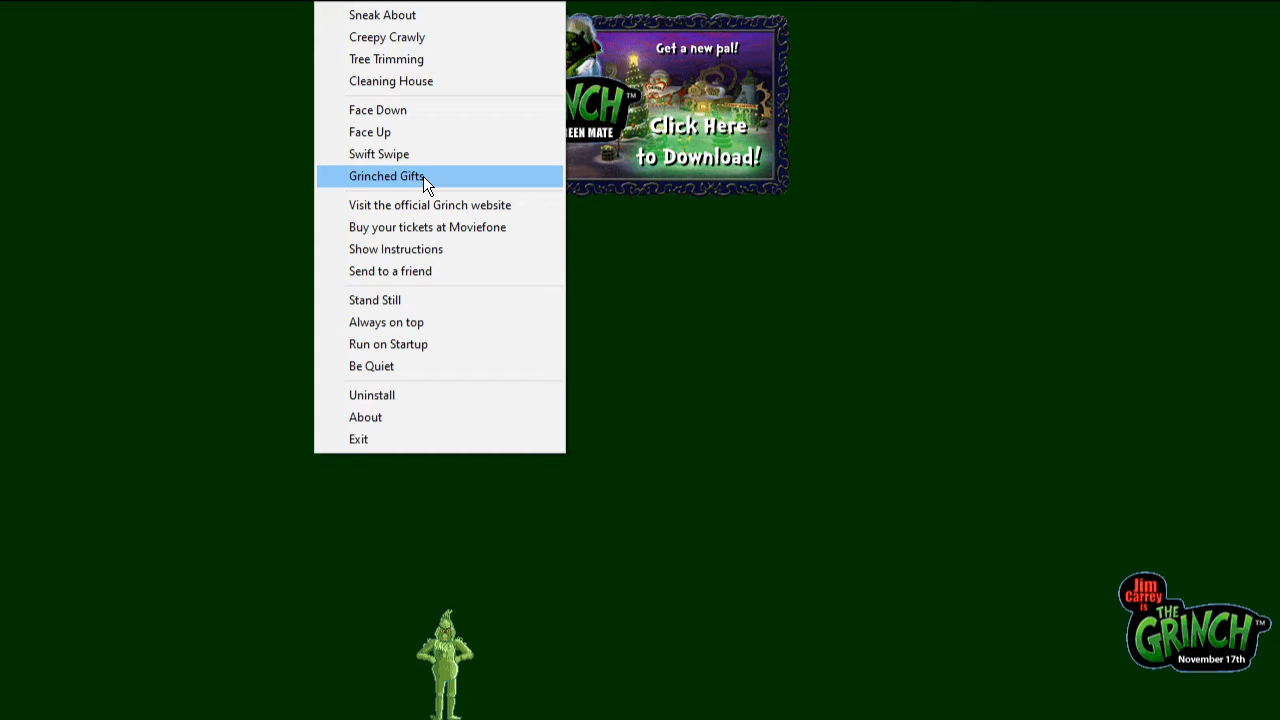 Sneak About
Creepy Crawly
Tree Trimming
Cleaning House
Face Down
Face Up
Swift Swipe
Grinched Gifts
Visit the official Grinch website
Buy your tickets at Moviefone
Show Instructions
Send to a friend
Stand Still
Always on top
Run on Startup
Be Quiet
Uninstall
About
Exit
Get a new pal!
NCH™
EEN MATE
Click Here
to Download!
Jim
Carrey
is
THE
GRINCH™
November 17th